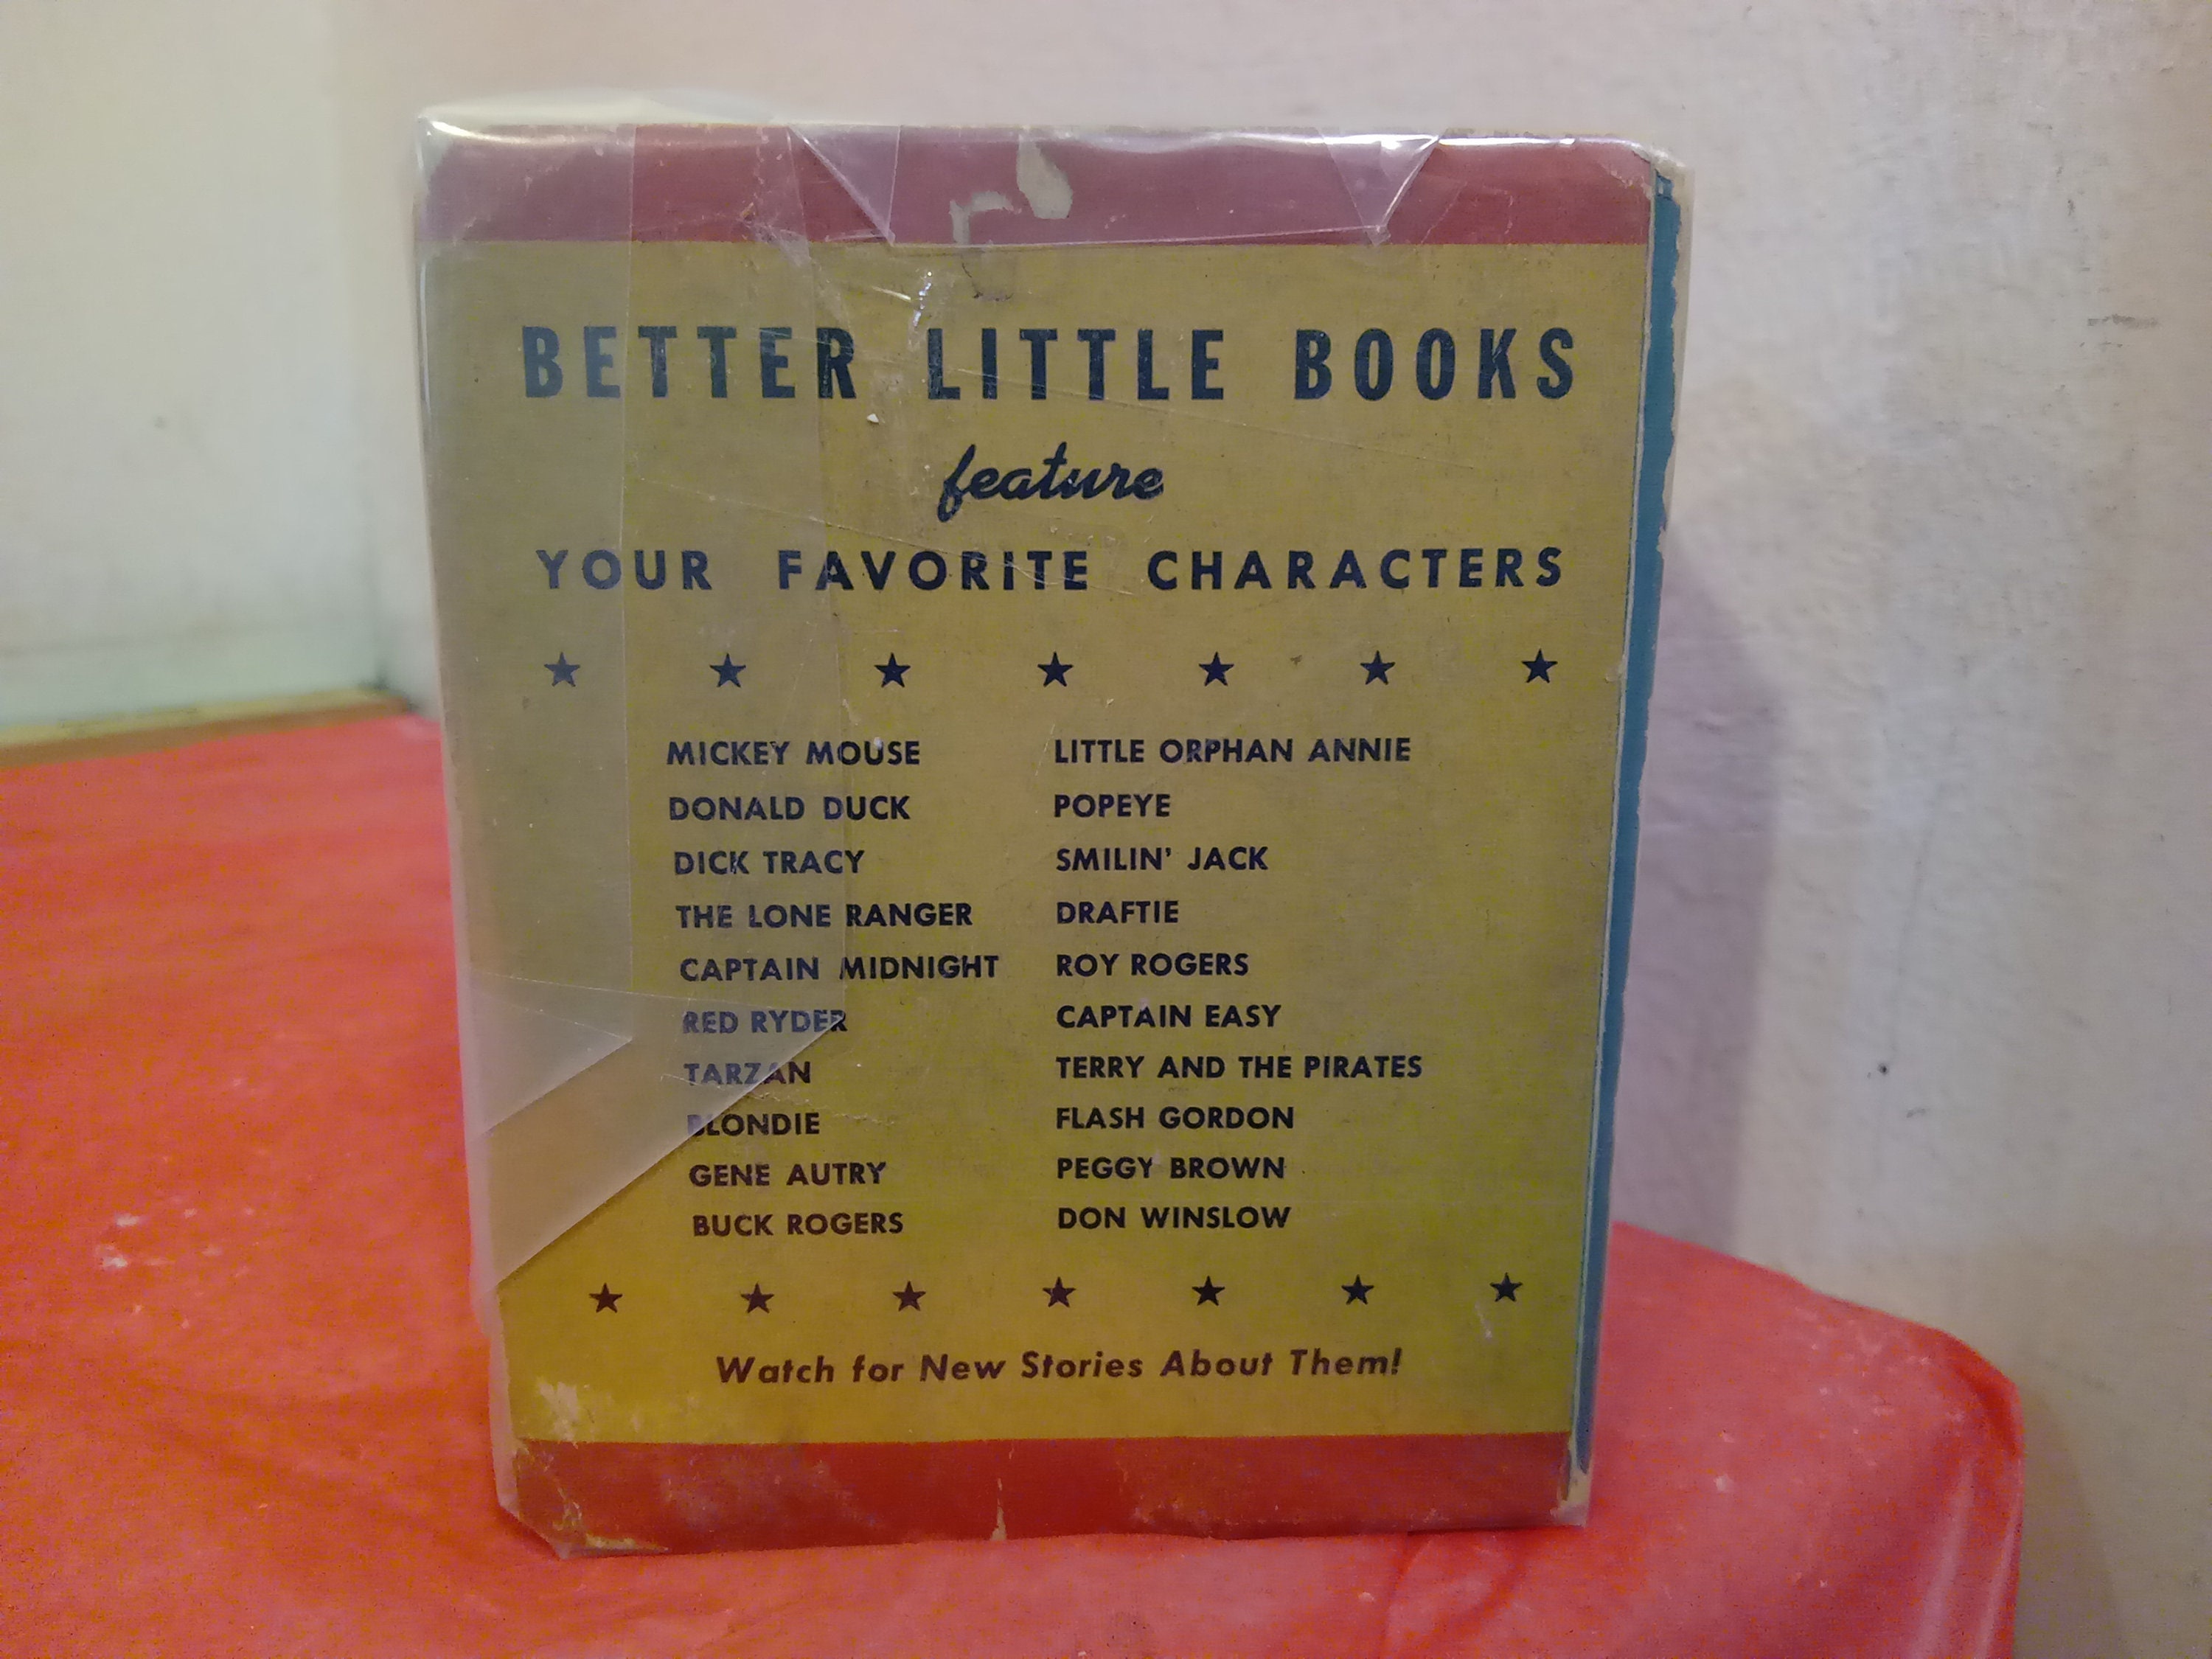 BETTER LITTLE BOOKS
feature
YOUR FAVORITE CHARACTERS
MICKEY MOUSE
DONALD DUCK
DICK TRACY
THE LONE RANGER
CAPTAIN MIDNIGHT
RED RYDER
TARZAN
BLONDIE
GENE AUTRY
BUCK ROGERS
LITTLE ORPHAN ANNIE
POPEYE
SMILIN' JACK
DRAFTIE
ROY ROGERS
CAPTAIN EASY
TERRY AND THE PIRATES
FLASH GORDON
PEGGY BROWN
DON WINSLOW
Watch for New Stories About Them!